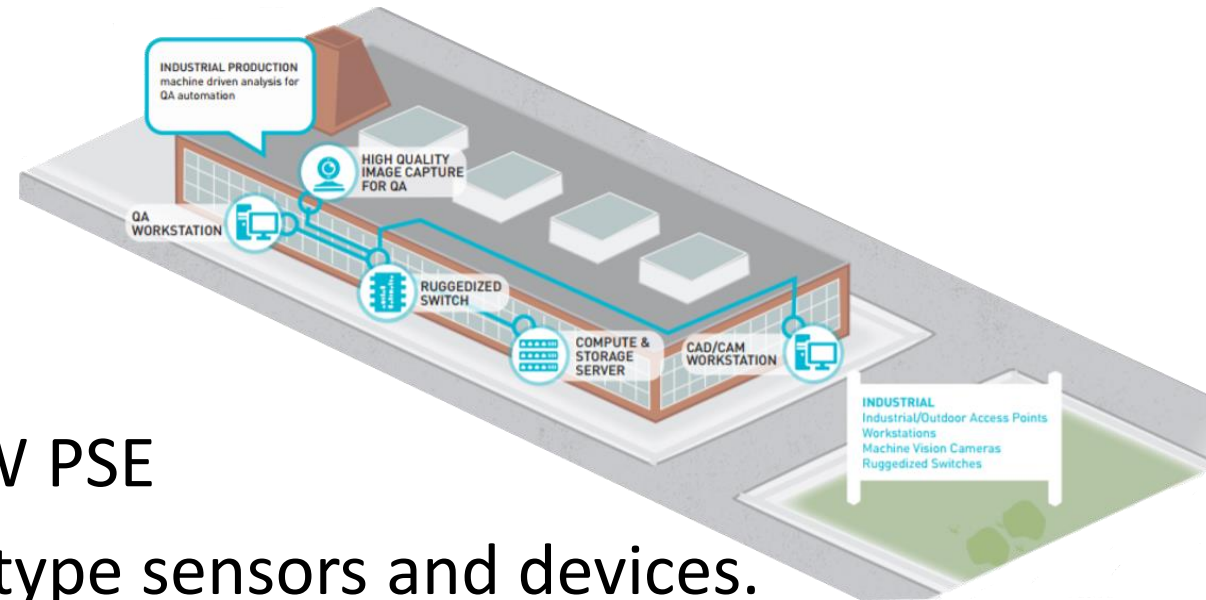 INDUSTRIAL PRODUCTION
machine driven analysis for
QA automation
HIGH QUALITY
IMAGE CAPTURE
FOR QA
QA
WORKSTATION
RUGGEDIZED
SWITCH
COMPUTE &
STORAGE
SERVER
CAD/CAM
WORKSTATION
INDUSTRIAL
Industrial/Outdoor Access Points
Workstations
Machine Vision Cameras
Ruggedized Switches
PSE
type sensors and devices.